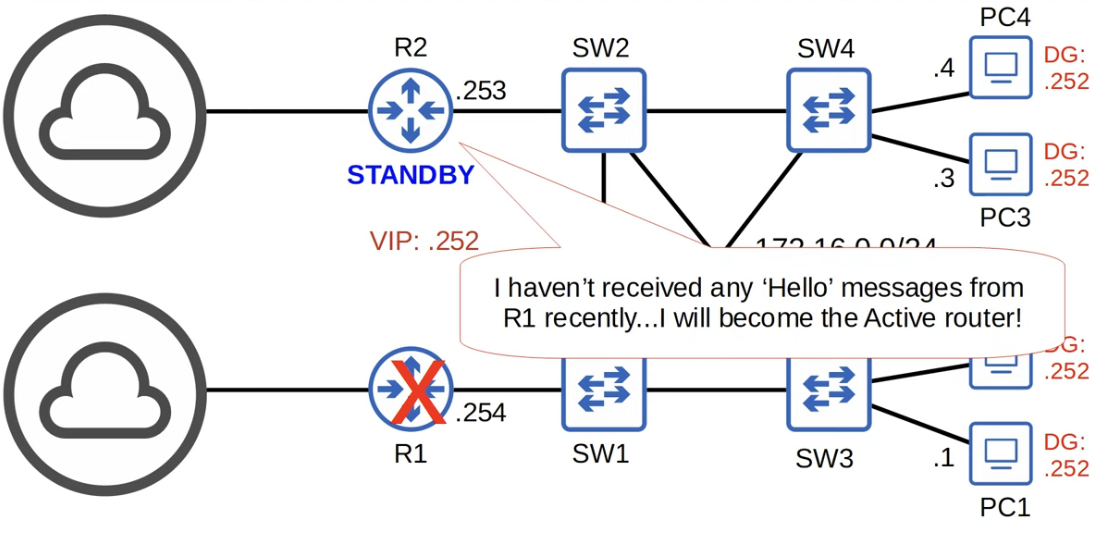 PC4
R2
SW2
SW4
.253
.4
DG:
.252
STANDBY
.3
DG:
.252
PC3
VIP: .252
172.16.0.0/24
I haven’t received any ‘Hello’ messages from
R1 recently...I will become the Active router!
DG:
.252
X
.254
R1
SW1
SW3
.1
DG:
.252
PC1